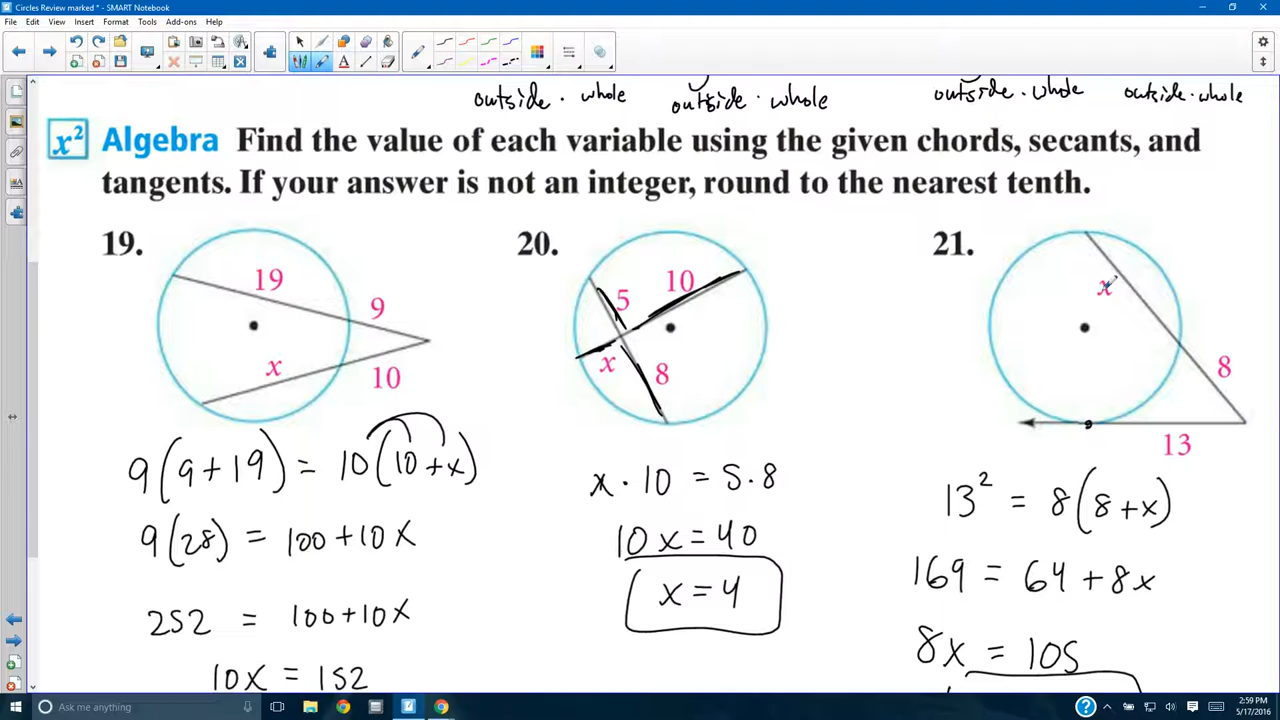 Circles Review marked * - SMART Notebook
File Edit View Insert Format Tools Add-ons Help
outside · whole outside · whole outside · whole outside · whole
x² Algebra Find the value of each variable using the given chords, secants, and
tangents. If your answer is not an integer, round to the nearest tenth.
19.
19
9
x
10
9(9+19) = 10(10+x)
9(28) = 100+10x
252 = 100+10x
10x = 152
20.
5
10
x
8
x · 10 = 5·8
10x = 40
x = 4
21.
x
8
13
13² = 8(8+x)
169 = 64 + 8x
8x = 105
Ask me anything
2:59 PM
5/17/2016